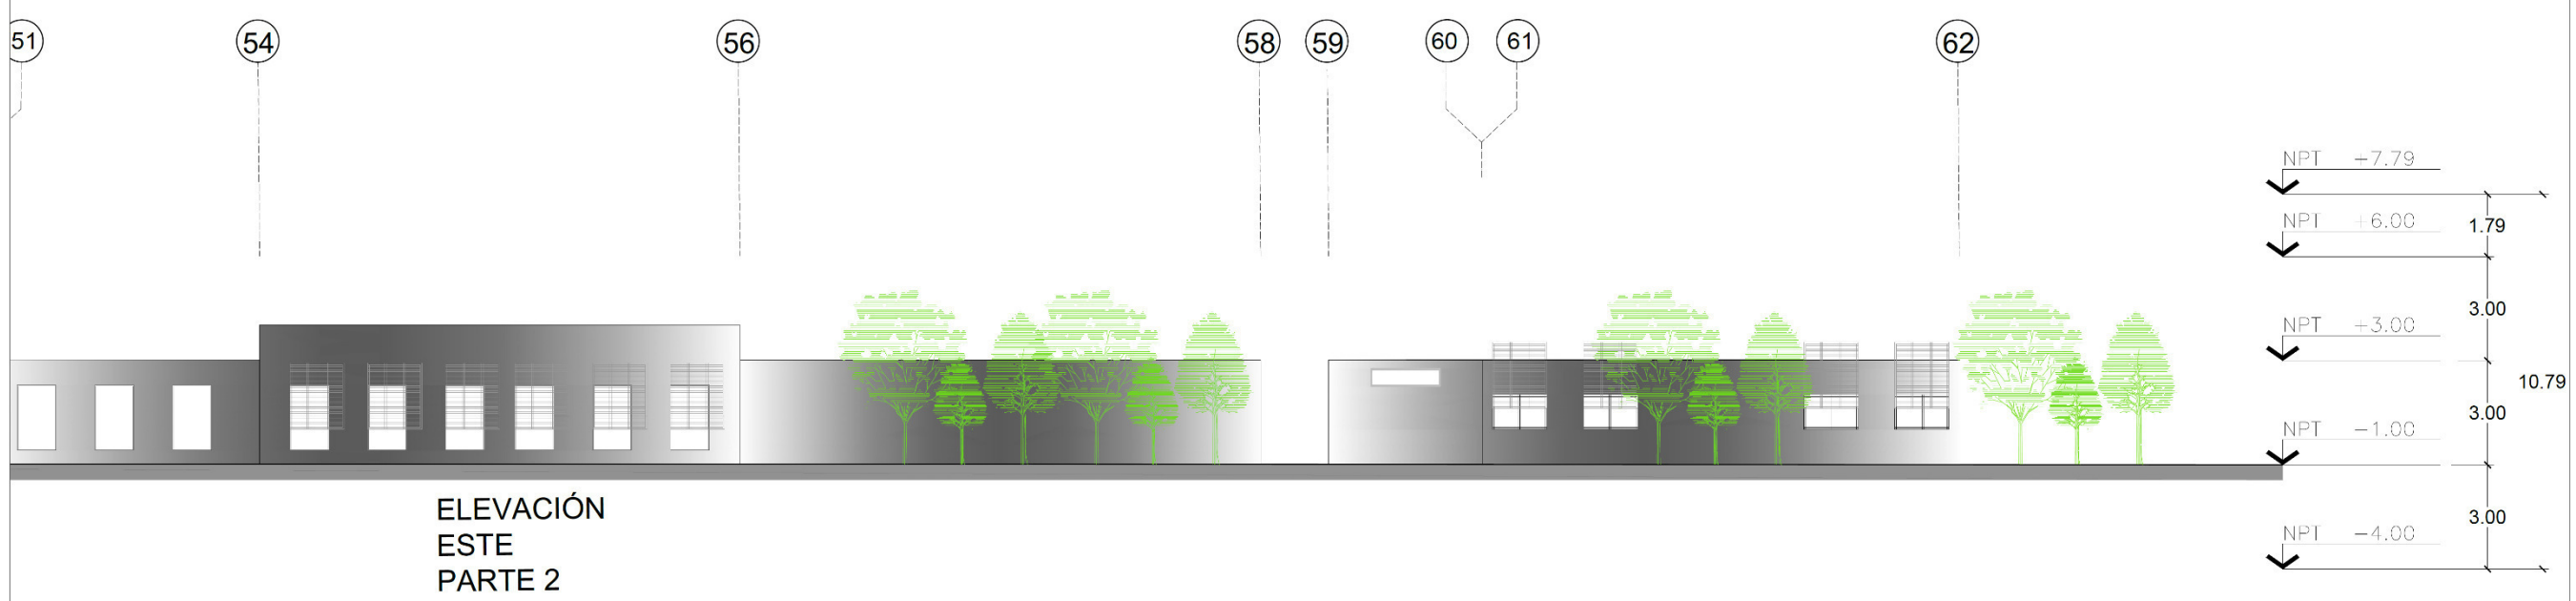 51 54 56 58 59 60 61 62
NPT +7.79
NPT +6.00
1.79
3.00
NPT +3.00
10.79
3.00
NPT -1.00
3.00
NPT -4.00
ELEVACIÓN
ESTE
PARTE 2